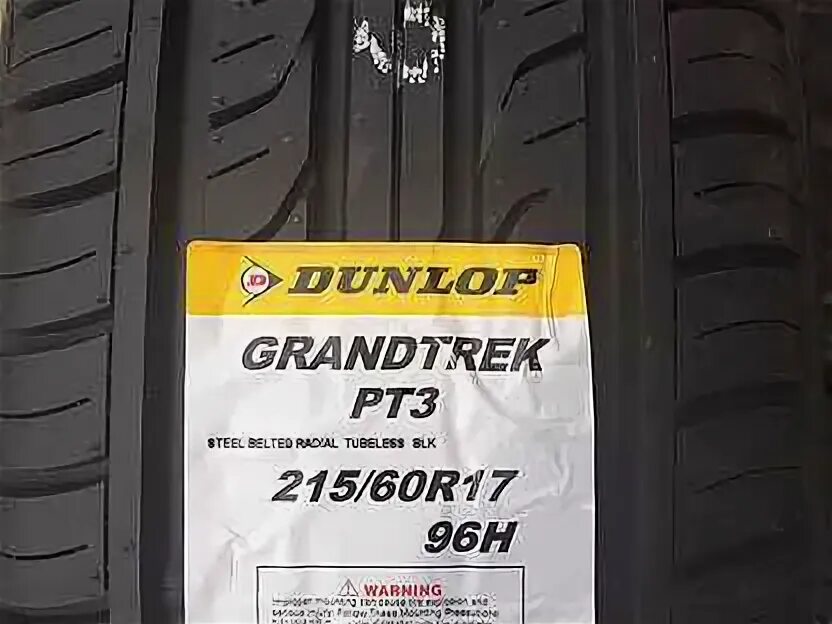 DUNLOP
GRANDTREK
PT3
STEEL BELTED RADIAL TUBELESS BLK
215/60R17
96H
WARNING